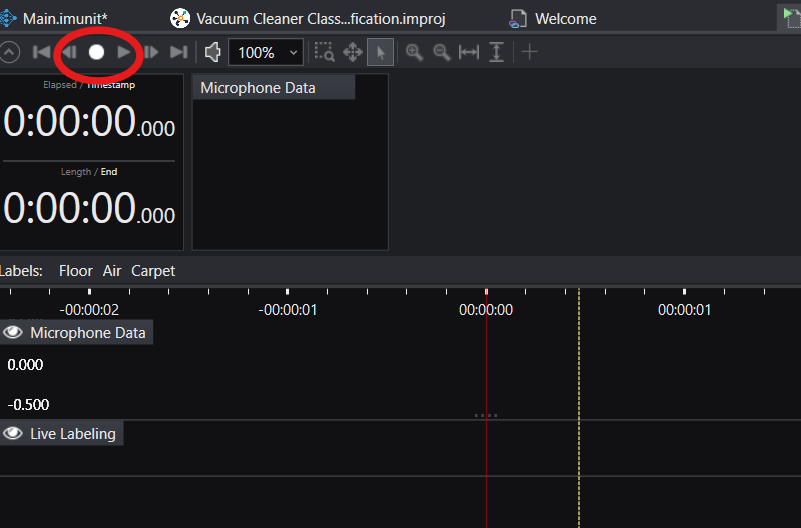 Main.imunit*
Vacuum Cleaner Class...fication.improj
Welcome
100%
Elapsed / Timestamp
0:00:00.000
Length / End
0:00:00.000
Microphone Data
Labels: Floor Air Carpet
-00:00:02 -00:00:01 00:00:00 00:00:01
Microphone Data
0.000
-0.500
Live Labeling